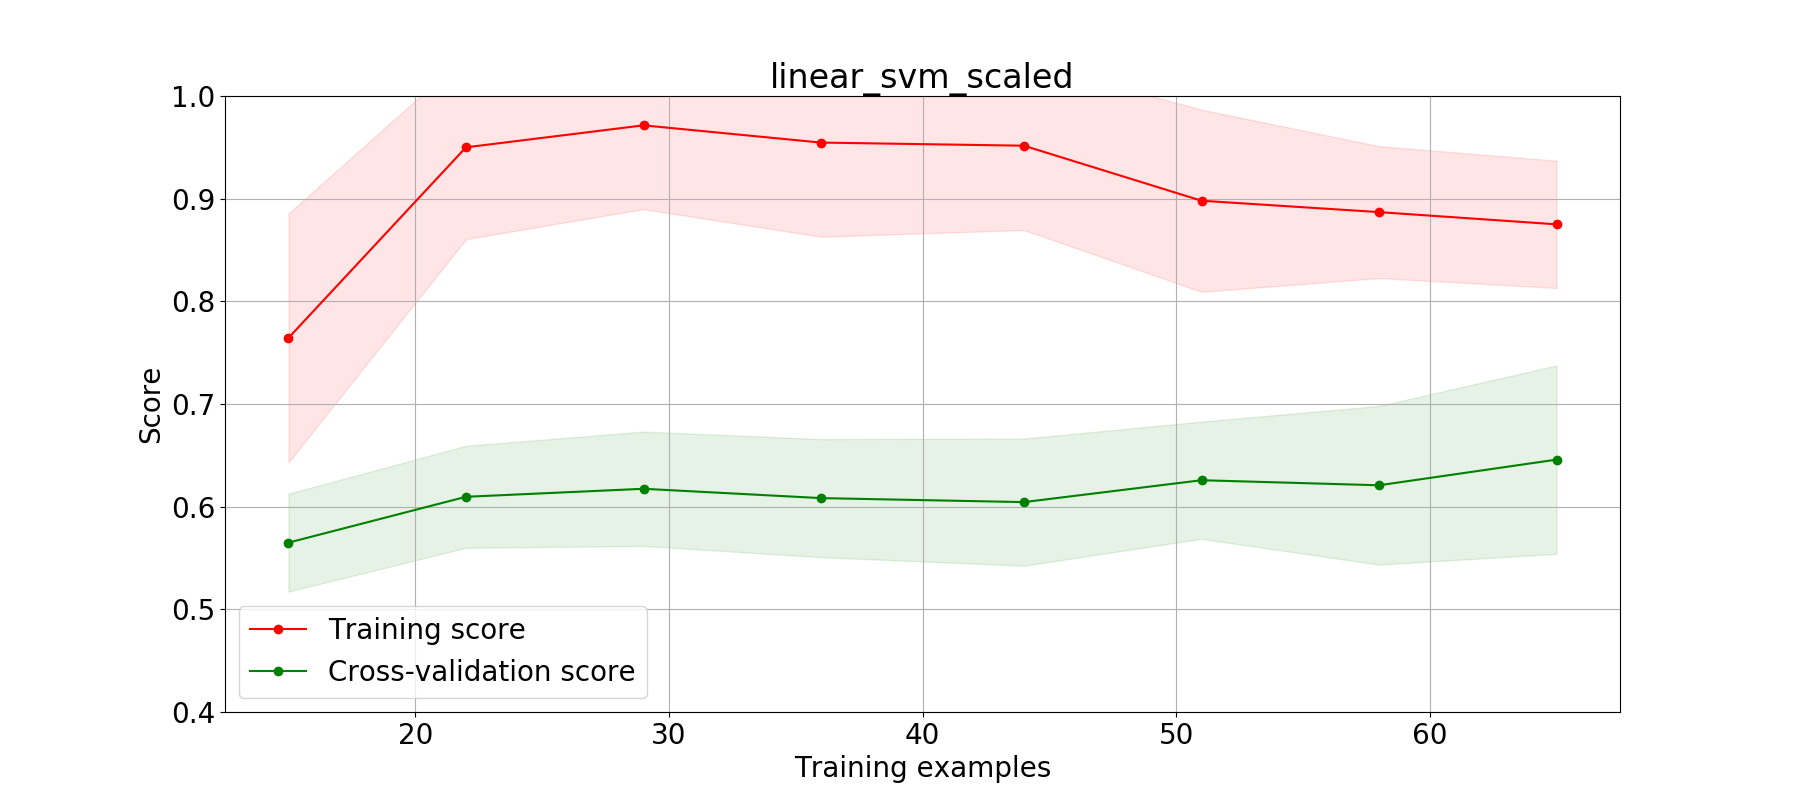 linear_svm_scaled
1.0
0.9
0.8
0.7
0.6
0.5
0.4
Score
Training score
Cross-validation score
20 30 40 50 60
Training examples